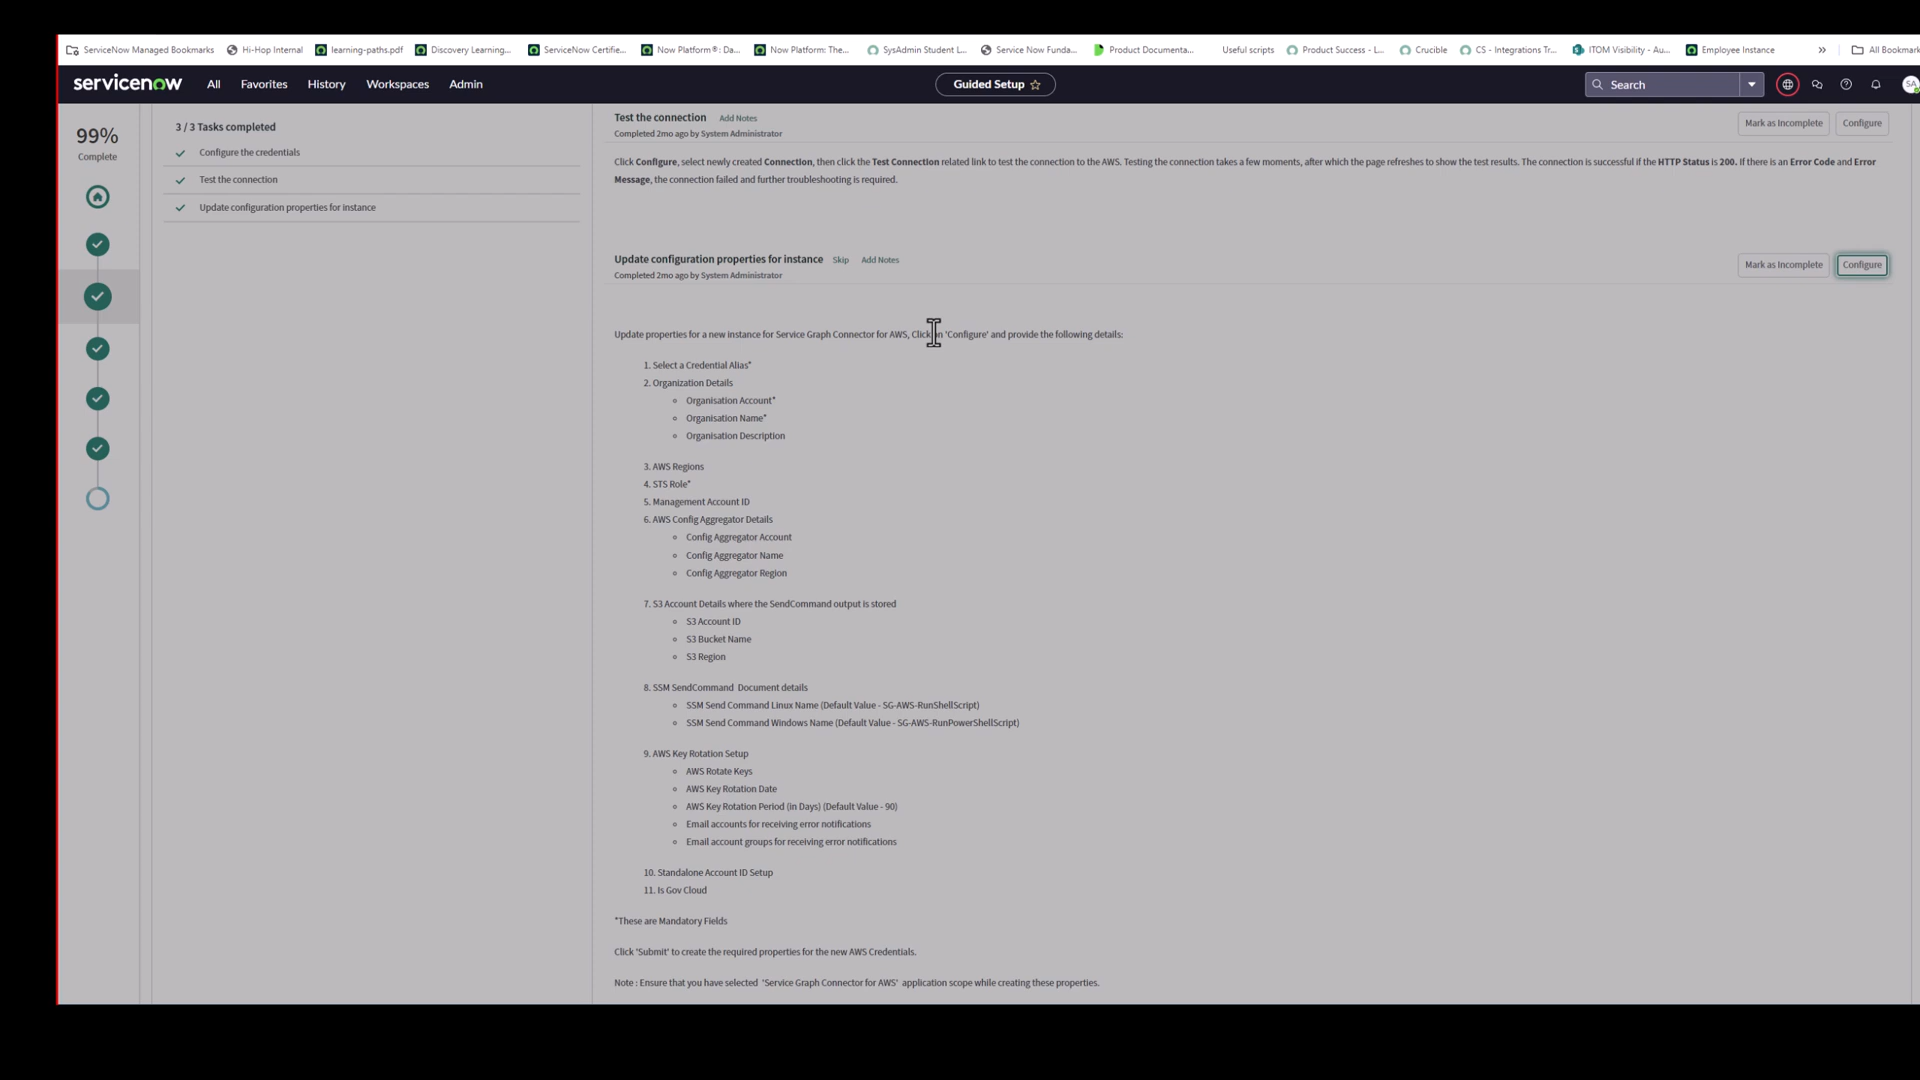 ServiceNow Managed Bookmarks Hi-Hop Internal learning-paths.pdf Discovery Learning... ServiceNow Certifie... Now Platform®: Da... Now Platform: The... SysAdmin Student L... Service Now Funda... Product Documenta... Useful scripts Product Success - L... Crucible CS - Integrations Tr... ITOM Visibility - Au... Employee Instance » All Bookmark
servicenow All Favorites History Workspaces Admin Guided Setup Search SA
99%
Complete
3 / 3 Tasks completed
Configure the credentials
Test the connection
Update configuration properties for instance
Test the connection Add Notes Mark as Incomplete Configure
Completed 2mo ago by System Administrator
Click Configure, select newly created Connection, then click the Test Connection related link to test the connection to the AWS. Testing the connection takes a few moments, after which the page refreshes to show the test results. The connection is successful if the HTTP Status is 200. If there is an Error Code and Error
Message, the connection failed and further troubleshooting is required.
Update configuration properties for instance Skip Add Notes Mark as Incomplete Configure
Completed 2mo ago by System Administrator
Update properties for a new instance for Service Graph Connector for AWS, Click on 'Configure' and provide the following details:
1. Select a Credential Alias*
2. Organization Details
Organisation Account*
Organisation Name*
Organisation Description
3. AWS Regions
4. STS Role*
5. Management Account ID
6. AWS Config Aggregator Details
Config Aggregator Account
Config Aggregator Name
Config Aggregator Region
7. S3 Account Details where the SendCommand output is stored
S3 Account ID
S3 Bucket Name
S3 Region
8. SSM SendCommand Document details
SSM Send Command Linux Name (Default Value - SG-AWS-RunShellScript)
SSM Send Command Windows Name (Default Value - SG-AWS-RunPowerShellScript)
9. AWS Key Rotation Setup
AWS Rotate Keys
AWS Key Rotation Date
AWS Key Rotation Period (in Days) (Default Value - 90)
Email accounts for receiving error notifications
Email account groups for receiving error notifications
10. Standalone Account ID Setup
11. Is Gov Cloud
*These are Mandatory Fields
Click 'Submit' to create the required properties for the new AWS Credentials.
Note : Ensure that you have selected 'Service Graph Connector for AWS' application scope while creating these properties.